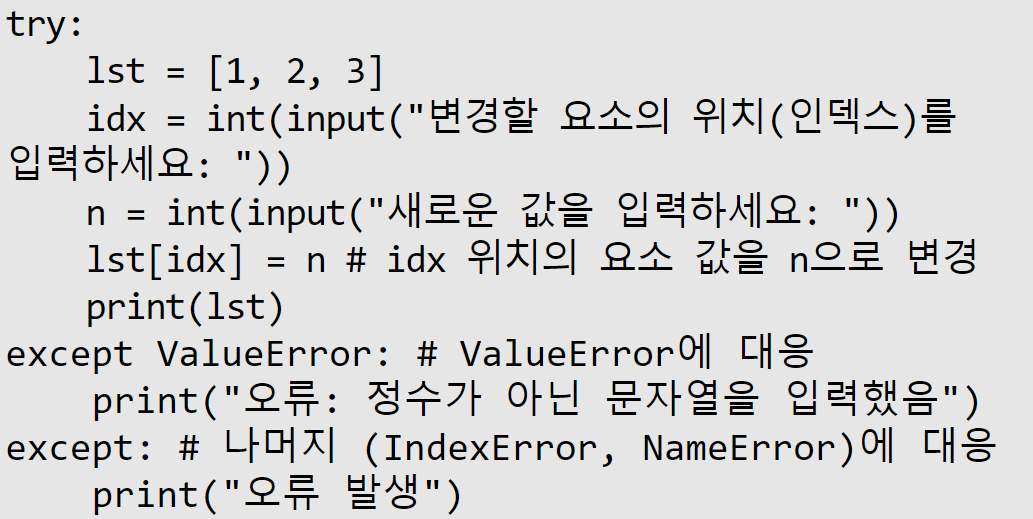 try:
    lst = [1, 2, 3]
    idx = int(input("변경할 요소의 위치(인덱스)를
입력하세요: "))
    n = int(input("새로운 값을 입력하세요: "))
    lst[idx] = n # idx 위치의 요소 값을 n으로 변경
    print(lst)
except ValueError: # ValueError에 대응
    print("오류: 정수가 아닌 문자열을 입력했음")
except: # 나머지 (IndexError, NameError)에 대응
    print("오류 발생")